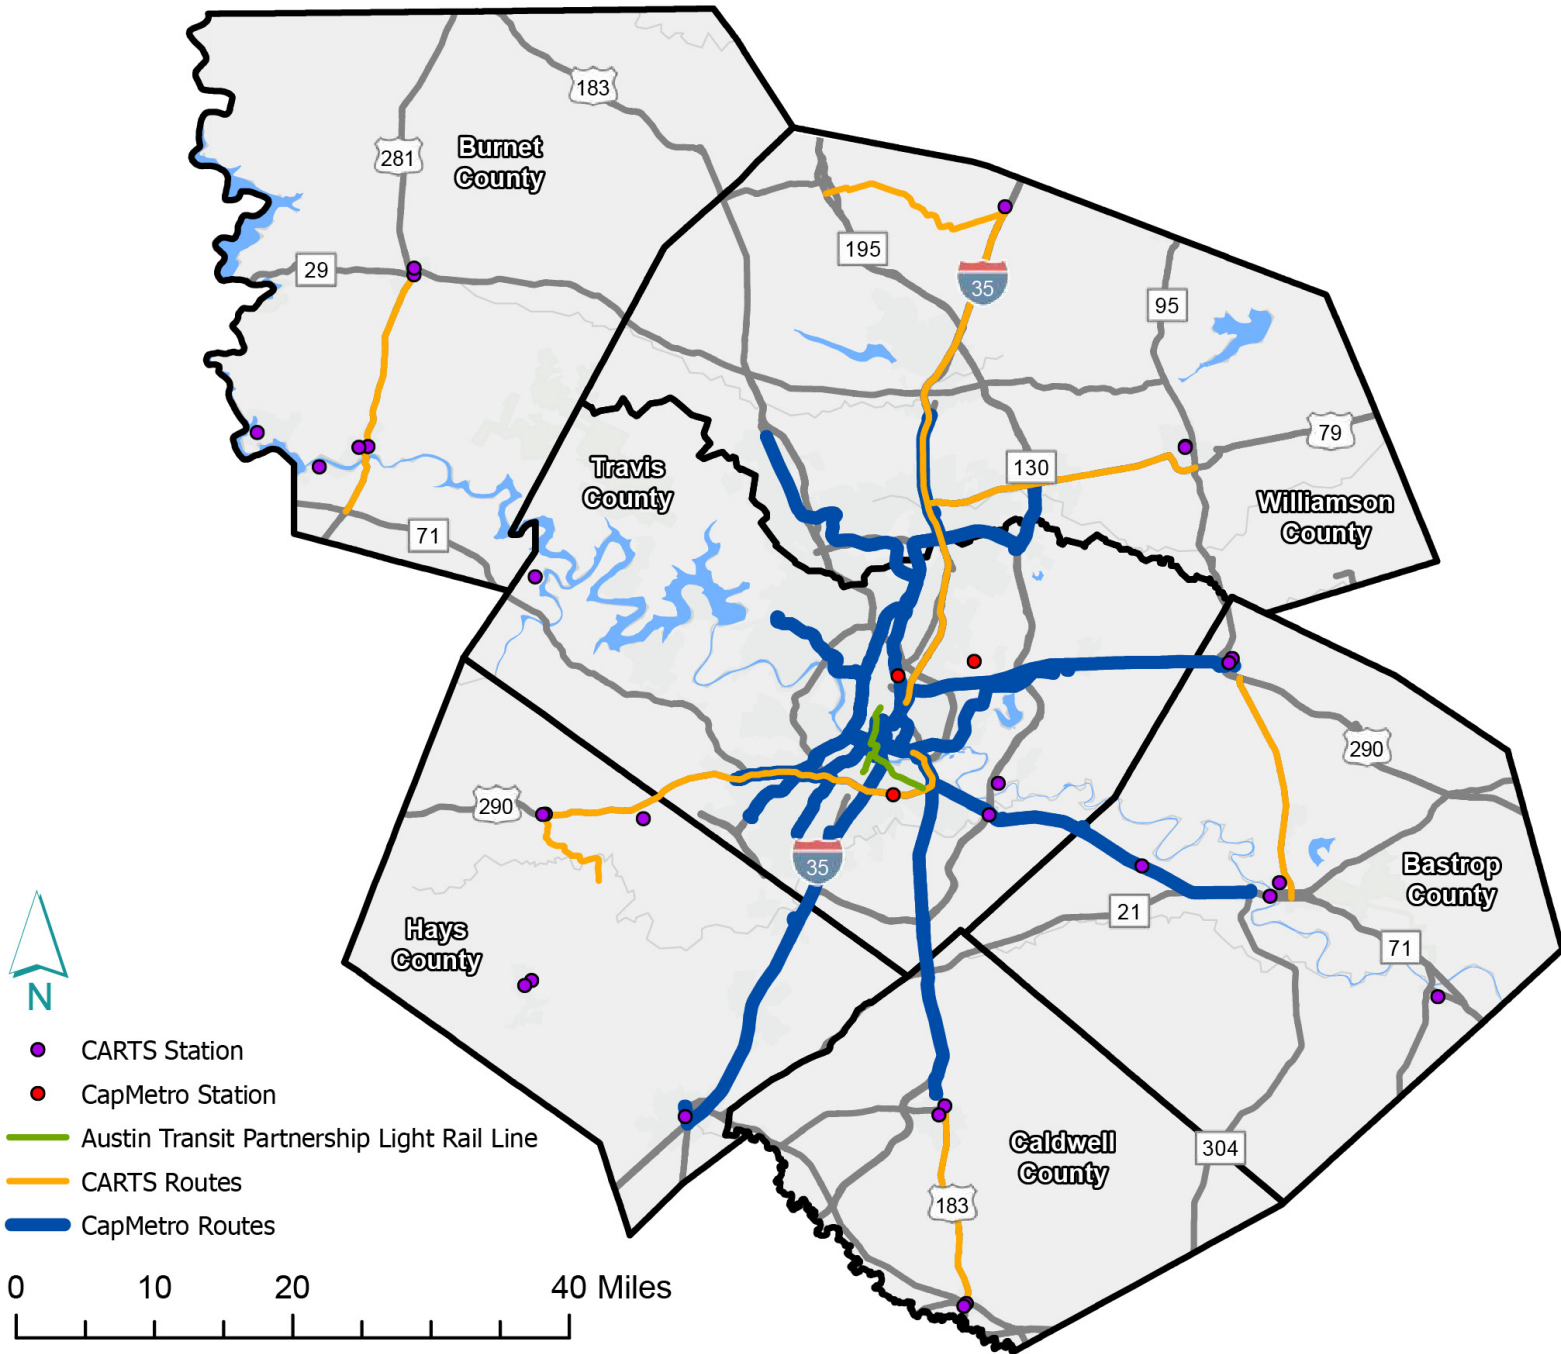 183
281
Burnet
County
195
29
35
95
79
130
Travis
County
Williamson
County
71
290
290
35
Bastrop
County
21
Hays
County
71
N
CARTS Station
CapMetro Station
Austin Transit Partnership Light Rail Line
CARTS Routes
CapMetro Routes
Caldwell
County
304
183
0 10 20 40 Miles